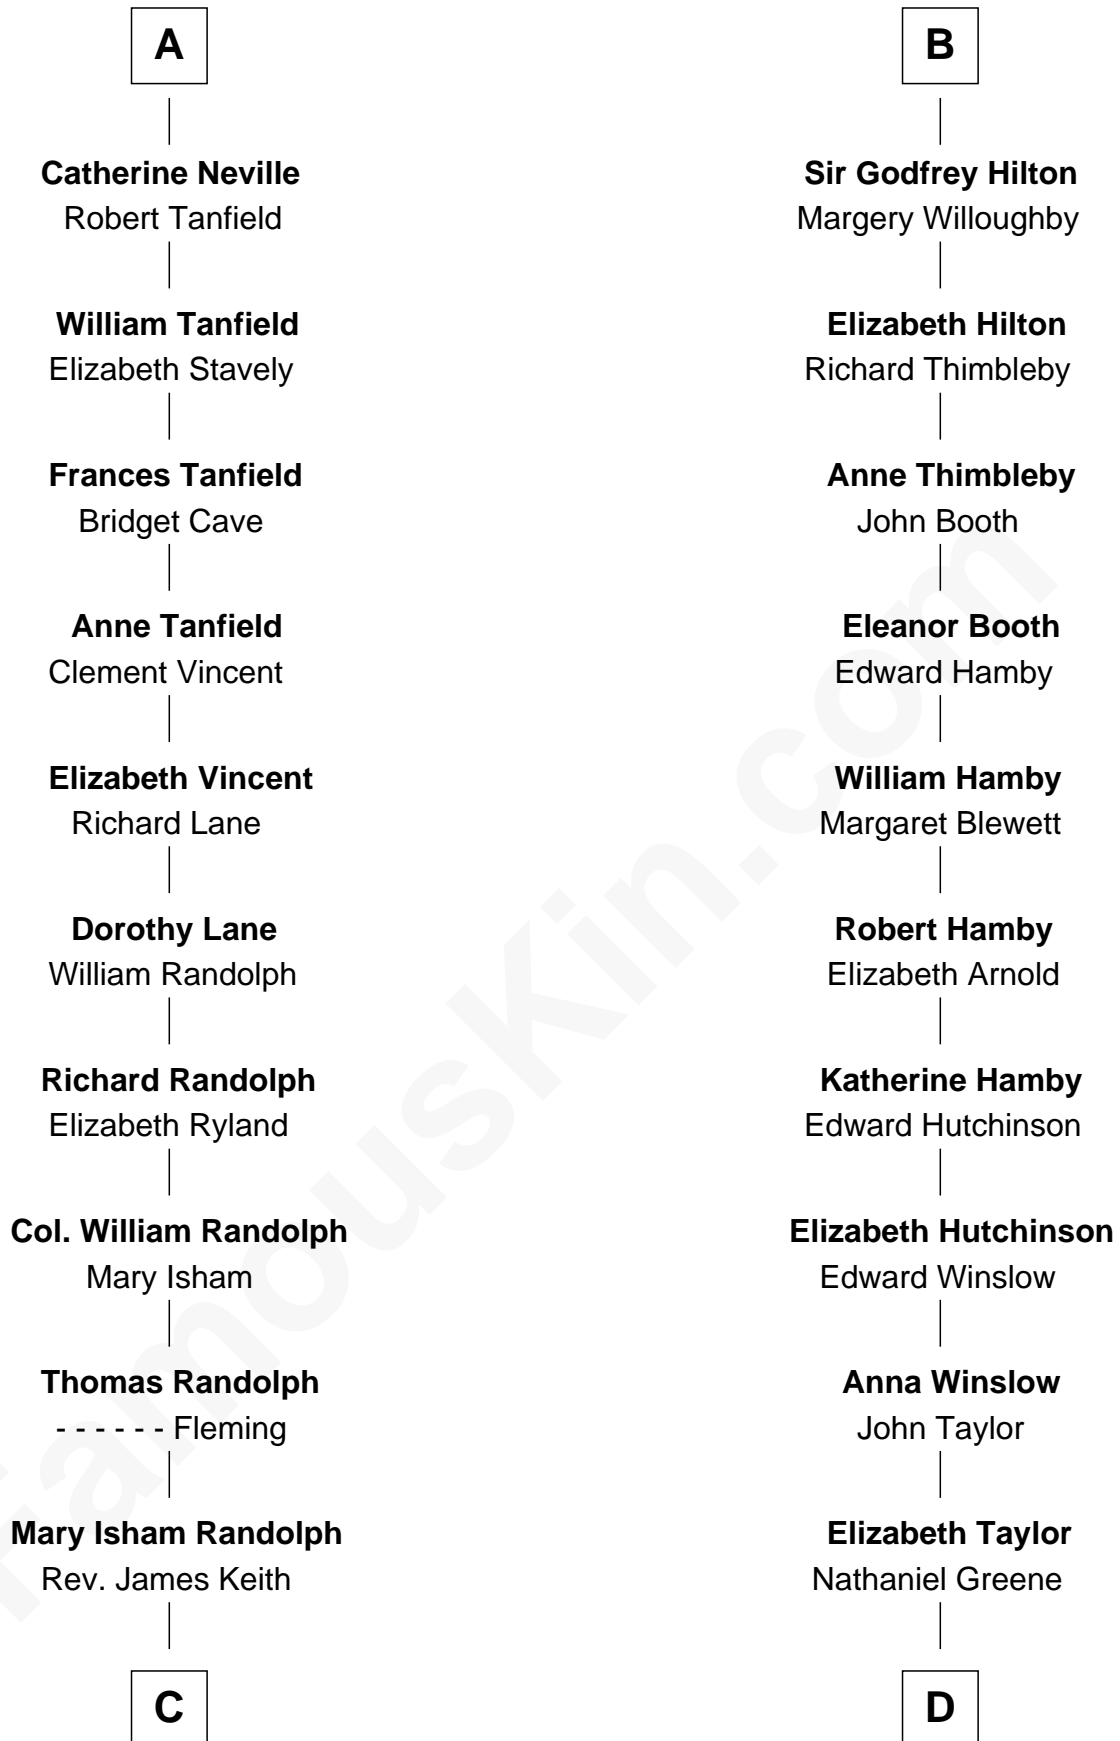 A
Catherine Neville
Robert Tanfield
William Tanfield
Elizabeth Stavely
Frances Tanfield
Bridget Cave
Anne Tanfield
Clement Vincent
Elizabeth Vincent
Richard Lane
Dorothy Lane
William Randolph
Richard Randolph
Elizabeth Ryland
Col. William Randolph
Mary Isham
Thomas Randolph
- - - - - - Fleming
Mary Isham Randolph
Rev. James Keith
C
B
Sir Godfrey Hilton
Margery Willoughby
Elizabeth Hilton
Richard Thimbleby
Anne Thimbleby
John Booth
Eleanor Booth
Edward Hamby
William Hamby
Margaret Blewett
Robert Hamby
Elizabeth Arnold
Katherine Hamby
Edward Hutchinson
Elizabeth Hutchinson
Edward Winslow
Anna Winslow
John Taylor
Elizabeth Taylor
Nathaniel Greene
D
FamousKin.com